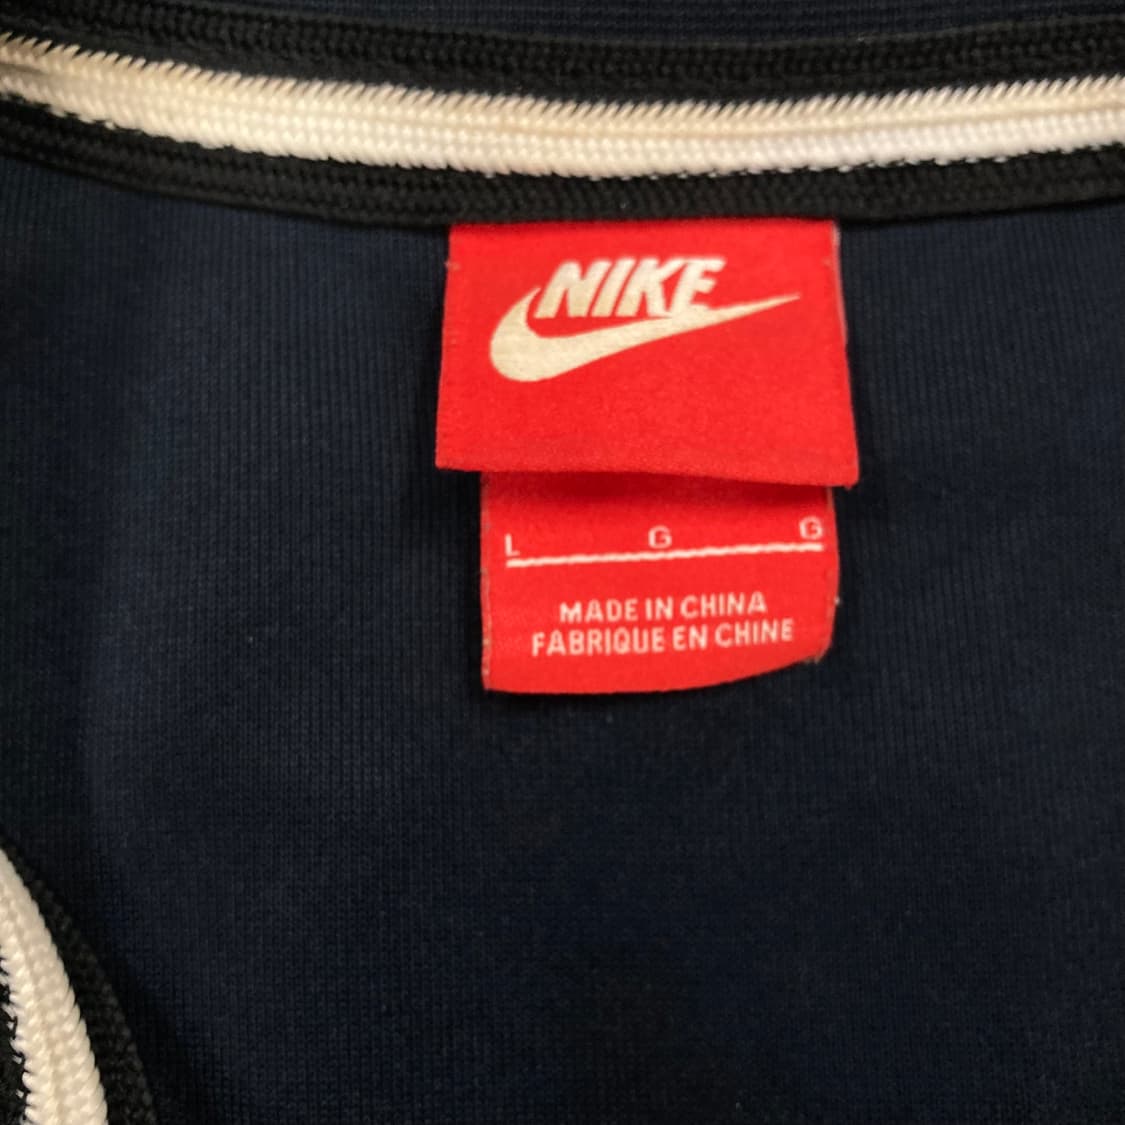 NIKE
L G G
MADE IN CHINA
FABRIQUE EN CHINE